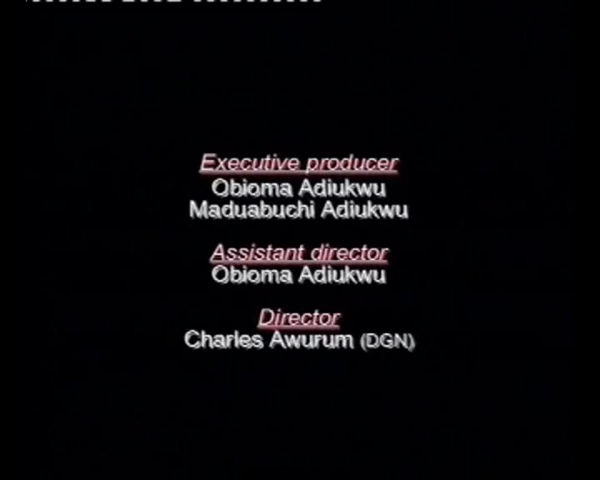 Executive producer
Obioma Adiukwu
Maduabuchi Adiukwu
Assistant director
Obioma Adiukwu
Director
Charles Awurum (DGN)